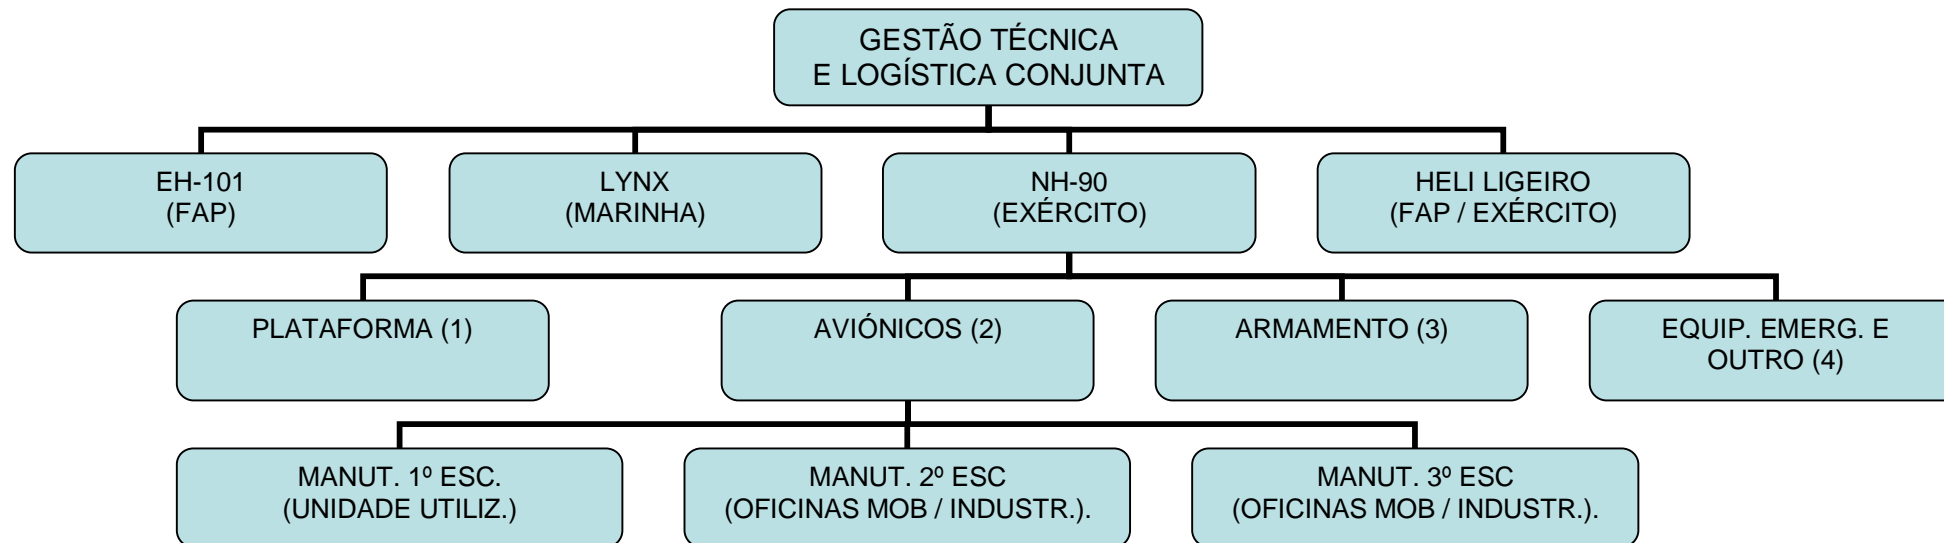 GESTÃO TÉCNICA
E LOGÍSTICA CONJUNTA
EH-101
(FAP)
LYNX
(MARINHA)
NH-90
(EXÉRCITO)
HELI LIGEIRO
(FAP / EXÉRCITO)
PLATAFORMA (1)
AVIÓNICOS (2)
ARMAMENTO (3)
EQUIP. EMERG. E
OUTRO (4)
MANUT. 1º ESC.
(UNIDADE UTILIZ.)
MANUT. 2º ESC
(OFICINAS MOB / INDUSTR.).
MANUT. 3º ESC
(OFICINAS MOB / INDUSTR.).